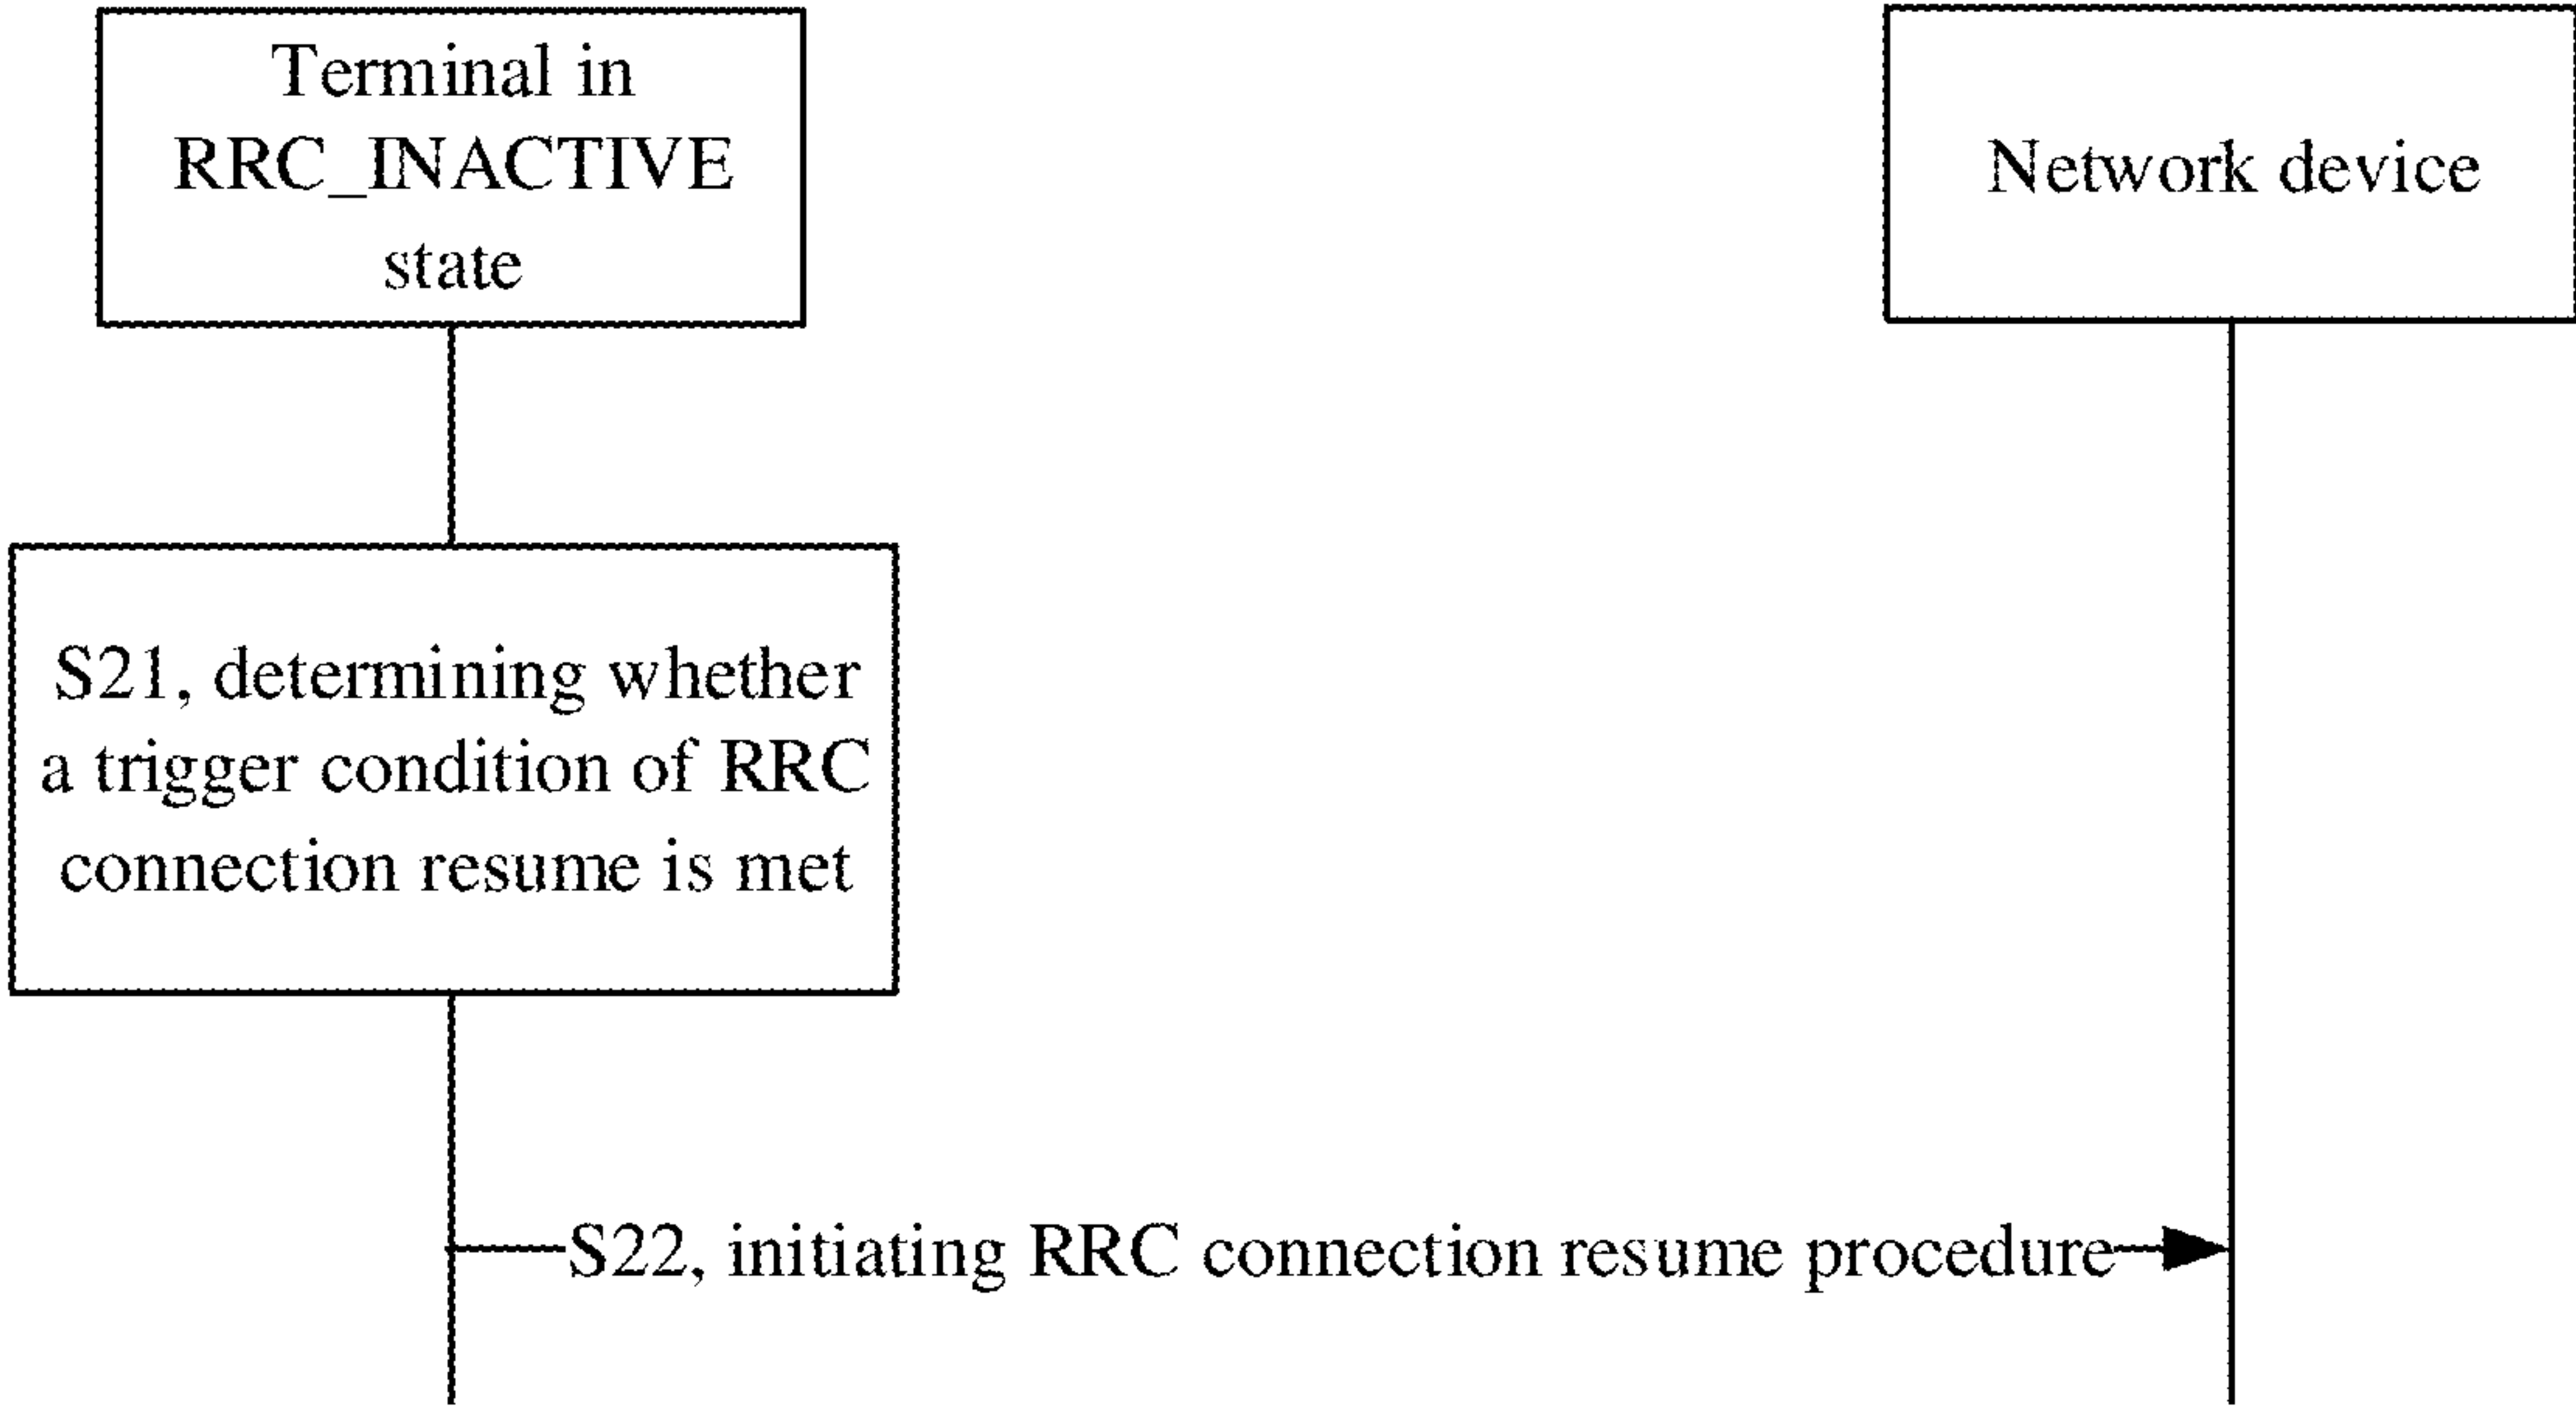 Terminal in
RRC_INACTIVE
state
Network device
S21, determining whether
a trigger condition of RRC
connection resume is met
S22, initiating RRC connection resume procedure